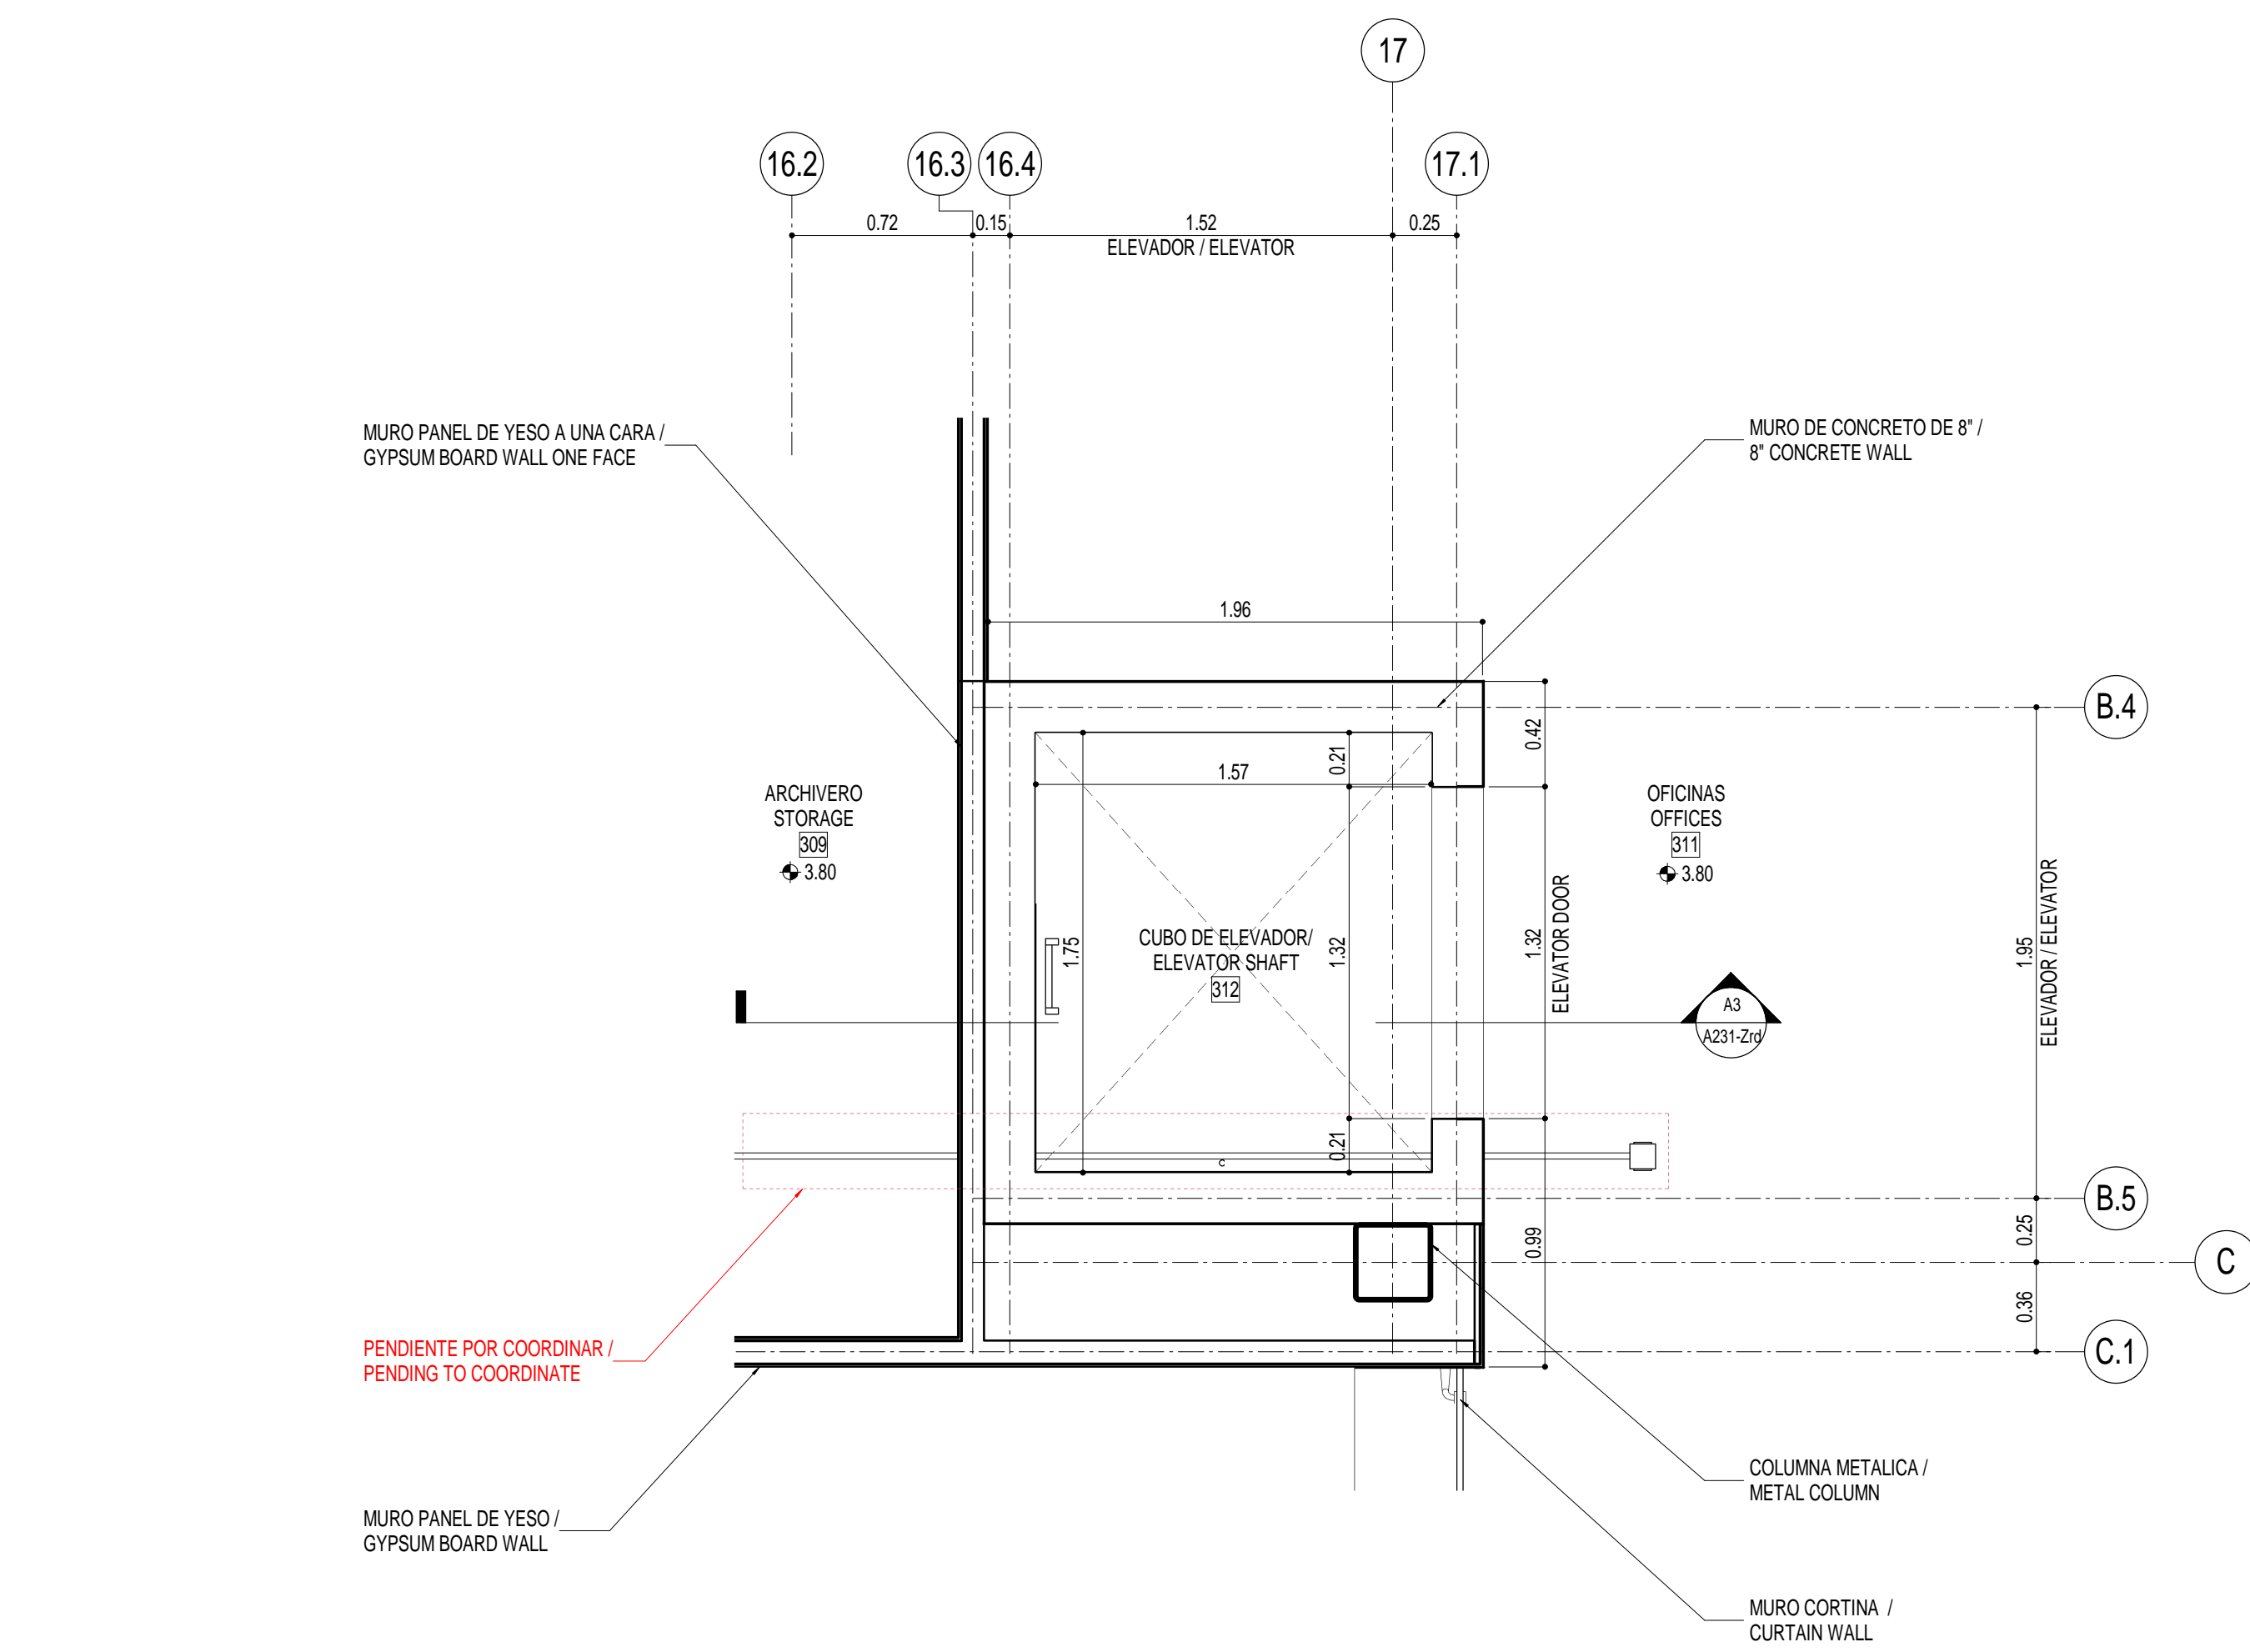 17
16.2
16.3
16.4
17.1
0.72
0.15
1.52
0.25
ELEVADOR / ELEVATOR
MURO PANEL DE YESO A UNA CARA /
GYPSUM BOARD WALL ONE FACE
MURO DE CONCRETO DE 8" /
8" CONCRETE WALL
1.96
B.4
0.42
0.21
1.57
ARCHIVERO
STORAGE
309
3.80
OFICINAS
OFFICES
311
3.80
1.75
CUBO DE ELEVADOR/
ELEVATOR SHAFT
312
1.32
1.32
ELEVATOR DOOR
1.95
ELEVADOR / ELEVATOR
A3
A231-Zrd
0.21
c
B.5
0.99
0.25
C
0.36
C.1
PENDIENTE POR COORDINAR /
PENDING TO COORDINATE
COLUMNA METALICA /
METAL COLUMN
MURO PANEL DE YESO /
GYPSUM BOARD WALL
MURO CORTINA /
CURTAIN WALL